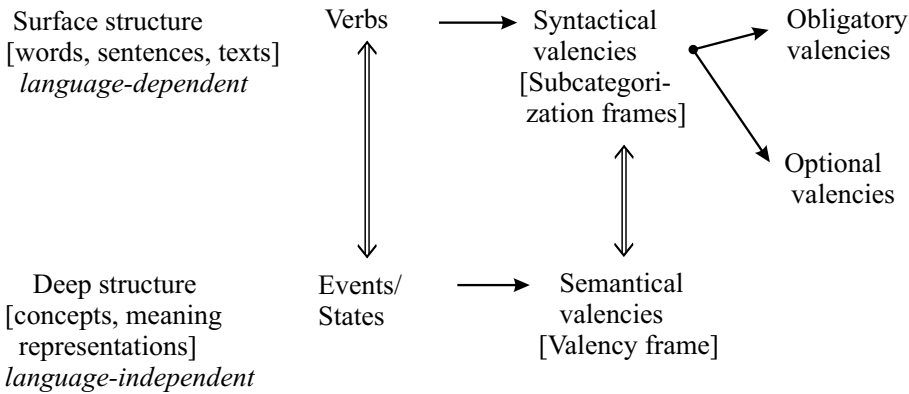 Surface structure
[words, sentences, texts]
language-dependent
Verbs
Syntactical
valencies
[Subcategori-
zation frames]
Obligatory
valencies
Optional
valencies
Deep structure
[concepts, meaning
representations]
language-independent
Events/
States
Semantical
valencies
[Valency frame]